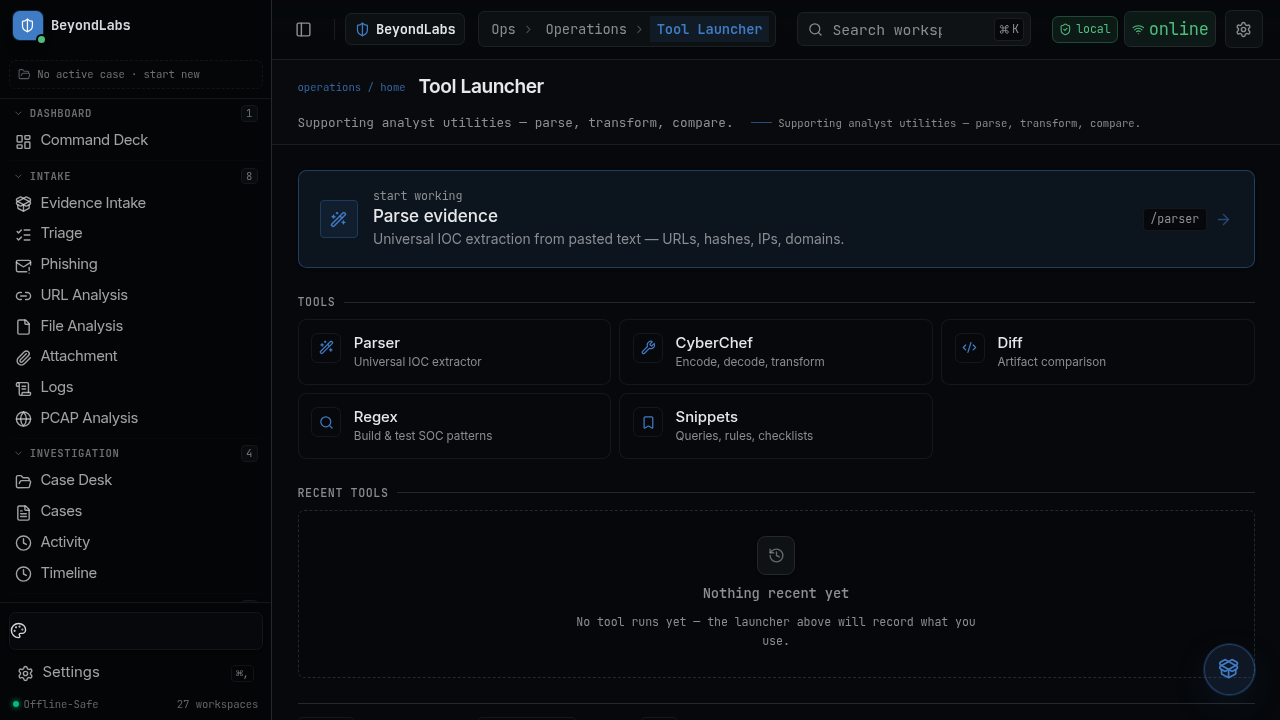 BeyondLabs
No active case · start new
DASHBOARD 1
Command Deck
INTAKE 8
Evidence Intake
Triage
Phishing
URL Analysis
File Analysis
Attachment
Logs
PCAP Analysis
INVESTIGATION 4
Case Desk
Cases
Activity
Timeline
Settings ⌘,
Offline-Safe 27 workspaces
BeyondLabs Ops Operations Tool Launcher Search worksp ⌘K local online
operations / home Tool Launcher
Supporting analyst utilities — parse, transform, compare. Supporting analyst utilities — parse, transform, compare.
start working
Parse evidence
Universal IOC extraction from pasted text — URLs, hashes, IPs, domains.
/parser
TOOLS
Parser
Universal IOC extractor
CyberChef
Encode, decode, transform
Diff
Artifact comparison
Regex
Build & test SOC patterns
Snippets
Queries, rules, checklists
RECENT TOOLS
Nothing recent yet
No tool runs yet — the launcher above will record what you
use.